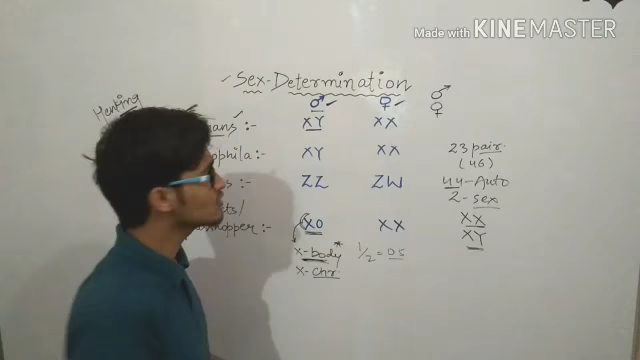 Made with KINEMASTER
Sex-Determination
Henting
♂ ♀
♂
♀
ans :- XY XX
ophila :- XY XX
23 pair
(46)
s :- ZZ ZW
44-Auto
2-sex
ts/
hopper :- XO XX
XX
XY
X-body* 1/2 = 0.5
X-chr.